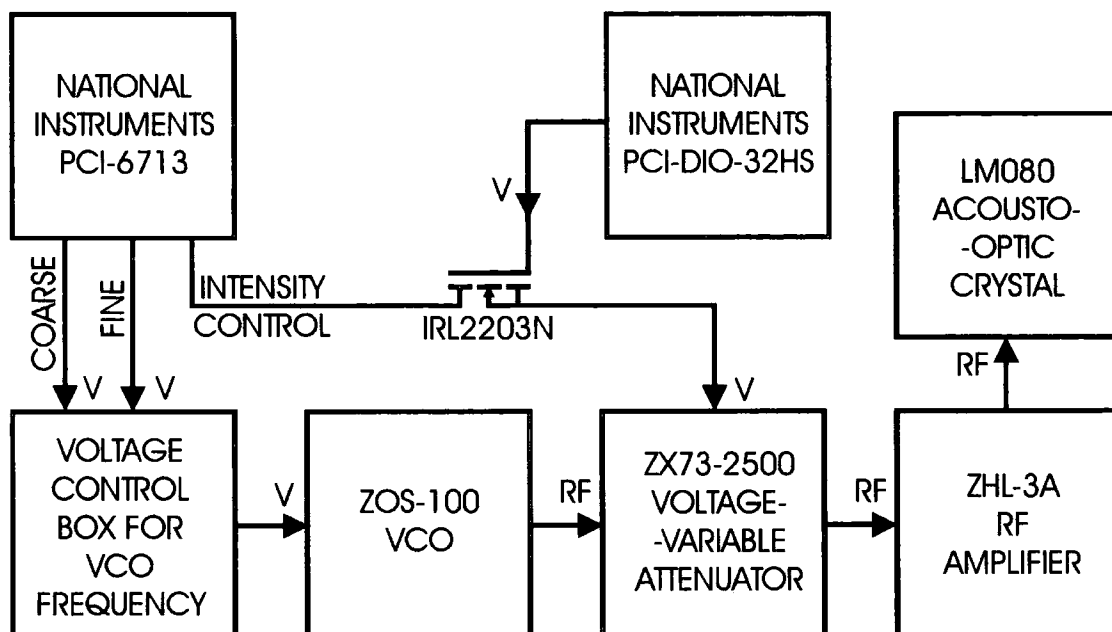 NATIONAL
INSTRUMENTS
PCI-6713
NATIONAL
INSTRUMENTS
PCI-DIO-32HS
LM080
ACOUSTO-
-OPTIC
CRYSTAL
V
COARSE
FINE
INTENSITY
CONTROL
IRL2203N
V
V
V
RF
VOLTAGE
CONTROL
BOX FOR
VCO
FREQUENCY
V
ZOS-100
VCO
RF
ZX73-2500
VOLTAGE-
-VARIABLE
ATTENUATOR
RF
ZHL-3A
RF
AMPLIFIER